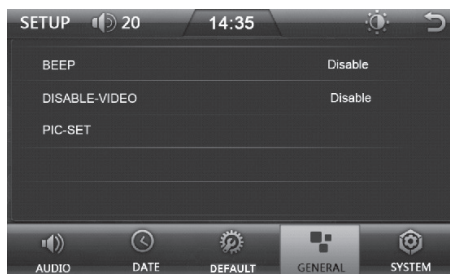 SETUP 20 14:35
BEEP Disable
DISABLE-VIDEO Disable
PIC-SET
AUDIO DATE DEFAULT GENERAL SYSTEM